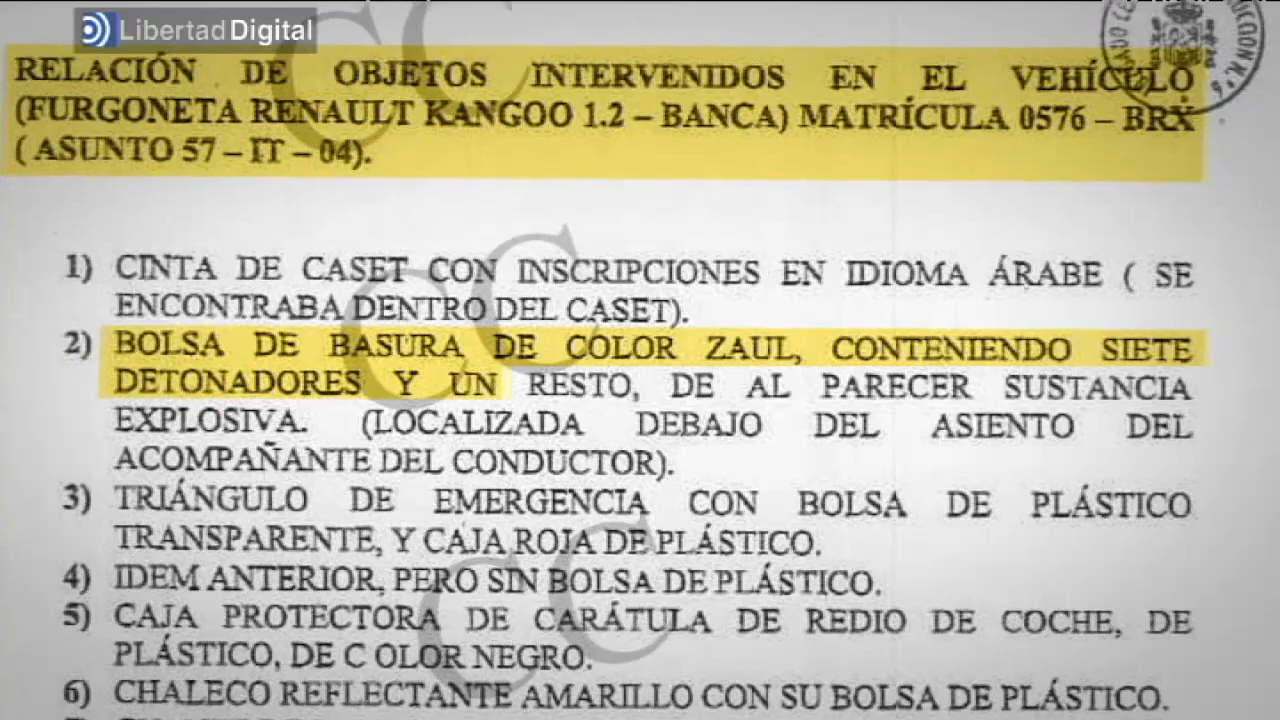 Libertad Digital
RELACIÓN DE OBJETOS INTERVENIDOS EN EL VEHÍCULO
(FURGONETA RENAULT KANGOO 1.2 – BANCA) MATRÍCULA 0576 – BRX
( ASUNTO 57 – IT – 04).
1) CINTA DE CASET CON INSCRIPCIONES EN IDIOMA ÁRABE ( SE
ENCONTRABA DENTRO DEL CASET).
2) BOLSA DE BASURA DE COLOR ZAUL, CONTENIENDO SIETE
DETONADORES Y UN RESTO, DE AL PARECER SUSTANCIA
EXPLOSIVA. (LOCALIZADA DEBAJO DEL ASIENTO DEL
ACOMPAÑANTE DEL CONDUCTOR).
3) TRIÁNGULO DE EMERGENCIA CON BOLSA DE PLÁSTICO
TRANSPARENTE, Y CAJA ROJA DE PLÁSTICO.
4) IDEM ANTERIOR, PERO SIN BOLSA DE PLÁSTICO.
5) CAJA PROTECTORA DE CARÁTULA DE REDIO DE COCHE, DE
PLÁSTICO, DE C OLOR NEGRO.
6) CHALECO REFLECTANTE AMARILLO CON SU BOLSA DE PLÁSTICO.
CC
CC
CC